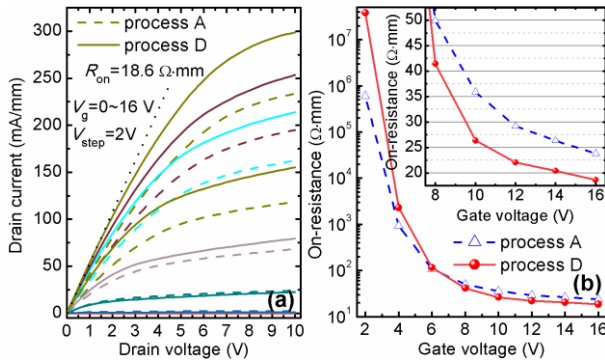 process A
process D
R_on=18.6 Ω·mm
V_g=0~16 V
V_step=2V
Drain current (mA/mm)
300
250
200
150
100
50
0
0 1 2 3 4 5 6 7 8 9 10
Drain voltage (V)
(a)
On-resistance (Ω·mm)
10^7
10^6
10^5
10^4
10^3
10^2
10^1
2 4 6 8 10 12 14 16
Gate voltage (V)
On-resistance (Ω·mm)
50
45
40
35
30
25
20
8 10 12 14 16
Gate voltage (V)
process A
process D
(b)